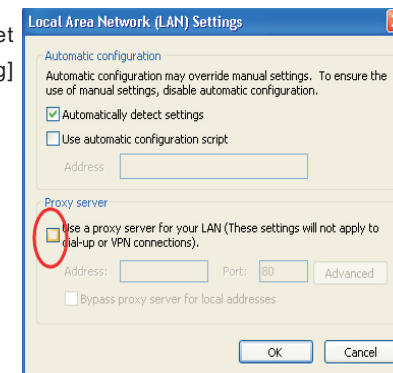 et
g]
Local Area Network (LAN) Settings
Automatic configuration
Automatic configuration may override manual settings. To ensure the
use of manual settings, disable automatic configuration.
Automatically detect settings
Use automatic configuration script
Address
Proxy server
Use a proxy server for your LAN (These settings will not apply to
dial-up or VPN connections).
Address: Port: 80 Advanced
Bypass proxy server for local addresses
OK Cancel